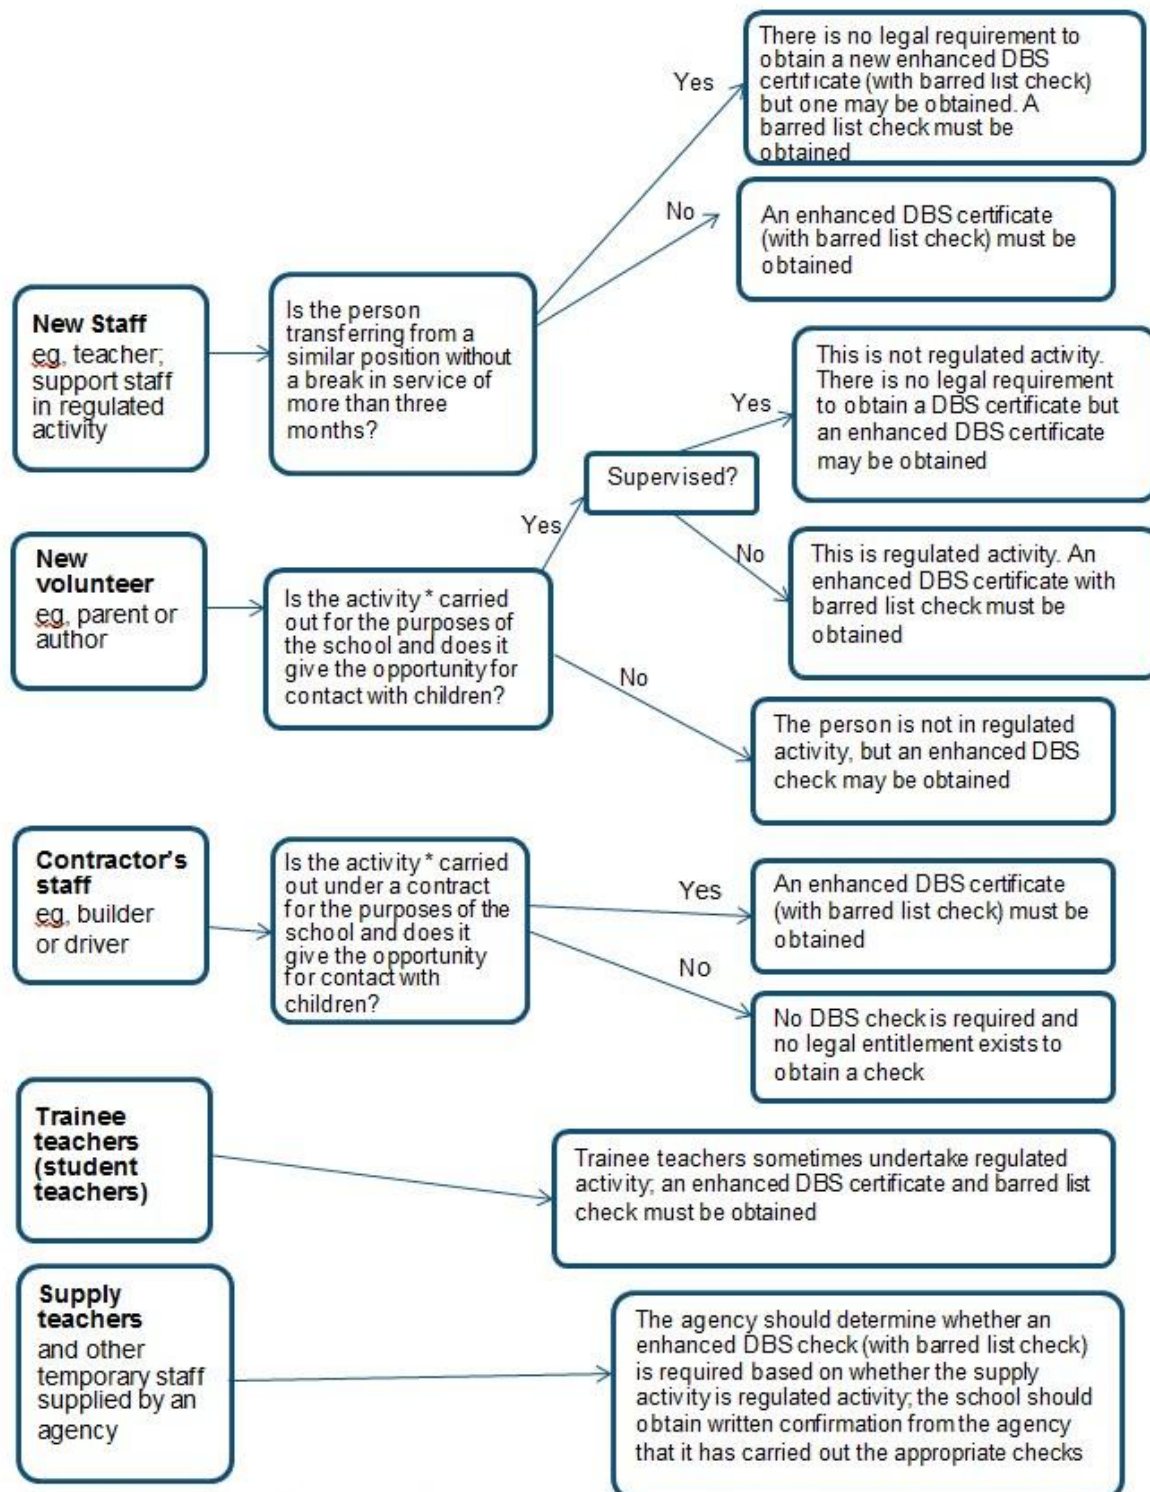 There is no legal requirement to
obtain a new enhanced DBS
certificate (with barred list check)
but one may be obtained. A
barred list check must be
obtained
Yes
No
An enhanced DBS certificate
(with barred list check) must be
obtained
New Staff
eg, teacher;
support staff
in regulated
activity
Is the person
transferring from a
similar position without
a break in service of
more than three
months?
This is not regulated activity.
There is no legal requirement
to obtain a DBS certificate but
an enhanced DBS certificate
may be obtained
Yes
Supervised?
Yes
No
This is regulated activity. An
enhanced DBS certificate with
barred list check must be
obtained
New
volunteer
eg, parent or
author
Is the activity * carried
out for the purposes of
the school and does it
give the opportunity for
contact with children?
No
The person is not in regulated
activity, but an enhanced DBS
check may be obtained
Contractor's
staff
eg, builder
or driver
Is the activity * carried
out under a contract
for the purposes of the
school and does it
give the opportunity
for contact with
children?
Yes
An enhanced DBS certificate
(with barred list check) must be
obtained
No
No DBS check is required and
no legal entitlement exists to
obtain a check
Trainee
teachers
(student
teachers)
Trainee teachers sometimes undertake regulated
activity; an enhanced DBS certificate and barred list
check must be obtained
Supply
teachers
and other
temporary staff
supplied by an
agency
The agency should determine whether an
enhanced DBS check (with barred list check)
is required based on whether the supply
activity is regulated activity; the school should
obtain written confirmation from the agency
that it has carried out the appropriate checks